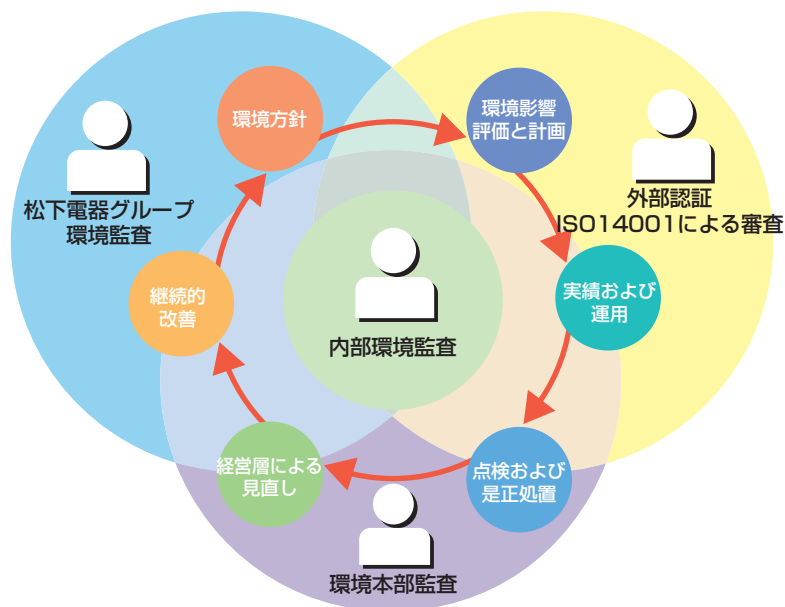 環境方針
環境影響
評価と計画
松下電器グループ
環境監査
外部認証
ISO14001による審査
継続的
改善
実績および
運用
内部環境監査
経営層による
見直し
点検および
是正処置
環境本部監査